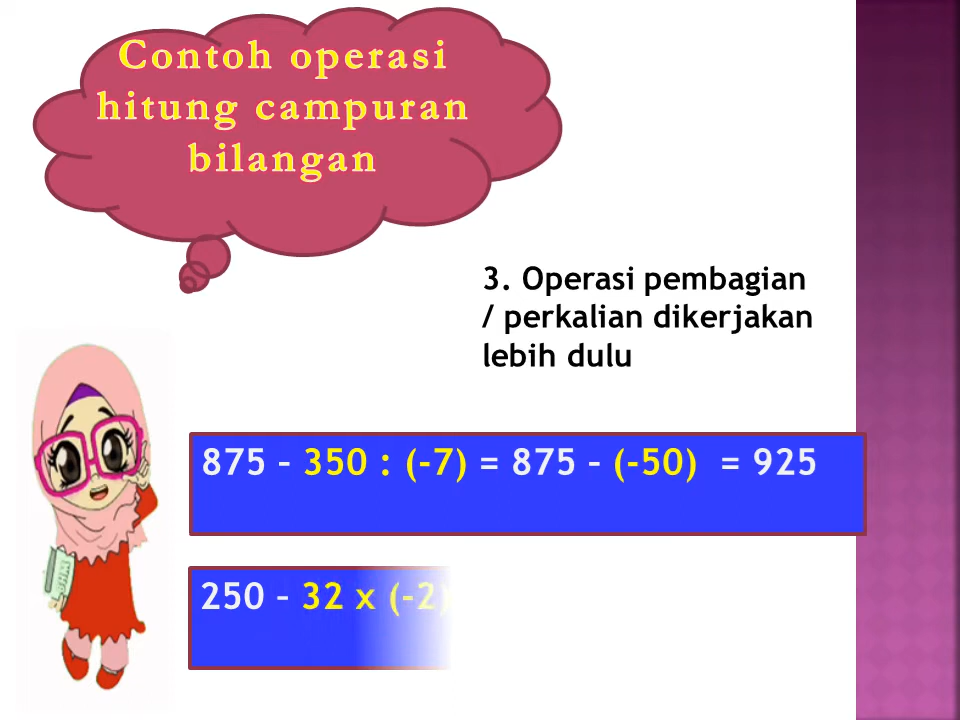 Contoh operasi
hitung campuran
bilangan
3. Operasi pembagian
/ perkalian dikerjakan
lebih dulu
875 – 350 : (-7) = 875 – (-50) = 925
250 – 32 x (-2)